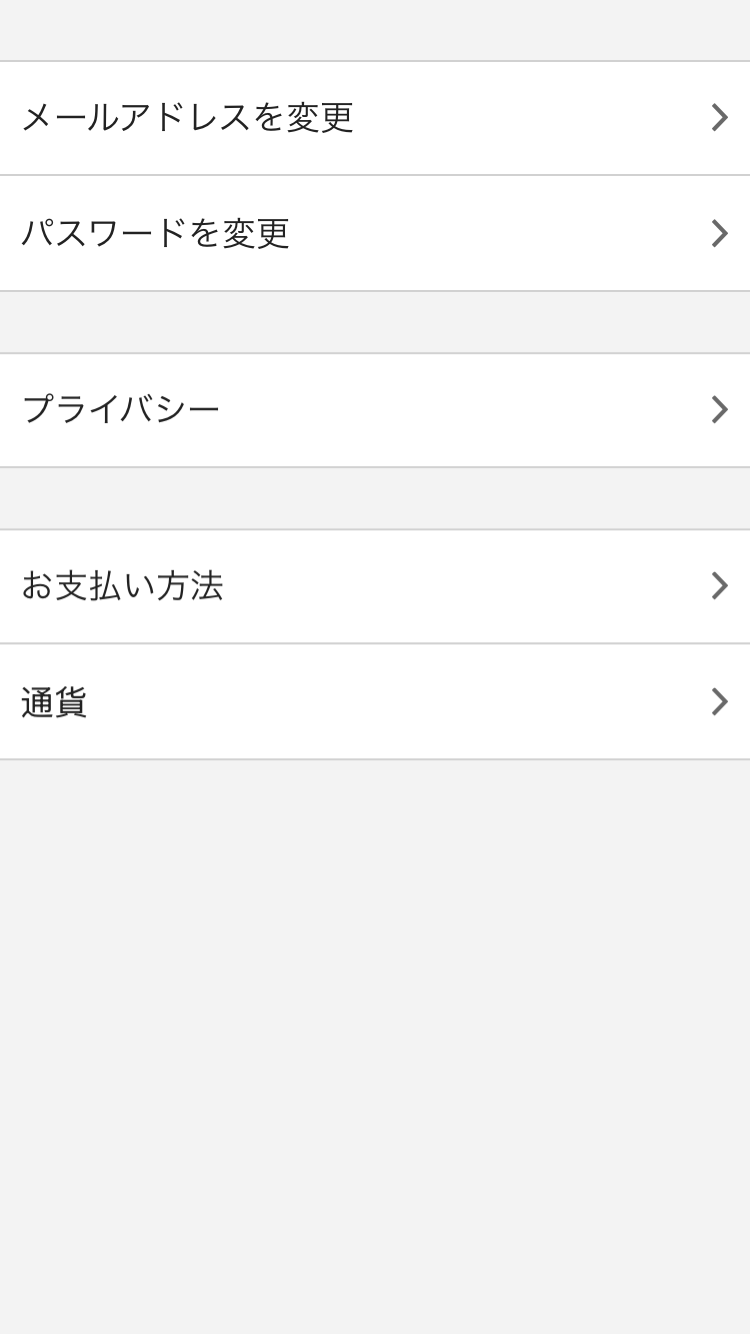 メールアドレスを変更
パスワードを変更
プライバシー
お支払い方法
通貨